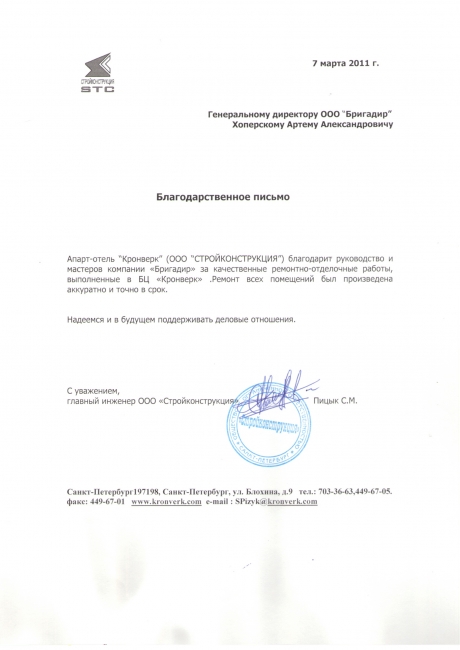 СТРОЙКОНСТРУКЦИЯ
STC
7 марта 2011 г.
Генеральному директору ООО "Бригадир"
Хоперскому Артему Александровичу
Благодарственное письмо
Апарт-отель "Кронверк" (ООО "СТРОЙКОНСТРУКЦИЯ") благодарит руководство и
мастеров компании «Бригадир» за качественные ремонтно-отделочные работы,
выполненные в БЦ «Кронверк» .Ремонт всех помещений был произведена
аккуратно и точно в срок.
Надеемся и в будущем поддерживать деловые отношения.
С уважением,
главный инженер ООО «Стройконструкция» Пицык С.М.
«Стройконструкция»
САНКТ-ПЕТЕРБУРГ
Санкт-Петербург197198, Санкт-Петербург, ул. Блохина, д.9 тел.: 703-36-63,449-67-05.
факс: 449-67-01 www.kronverk.com e-mail : SPizyk@kronverk.com